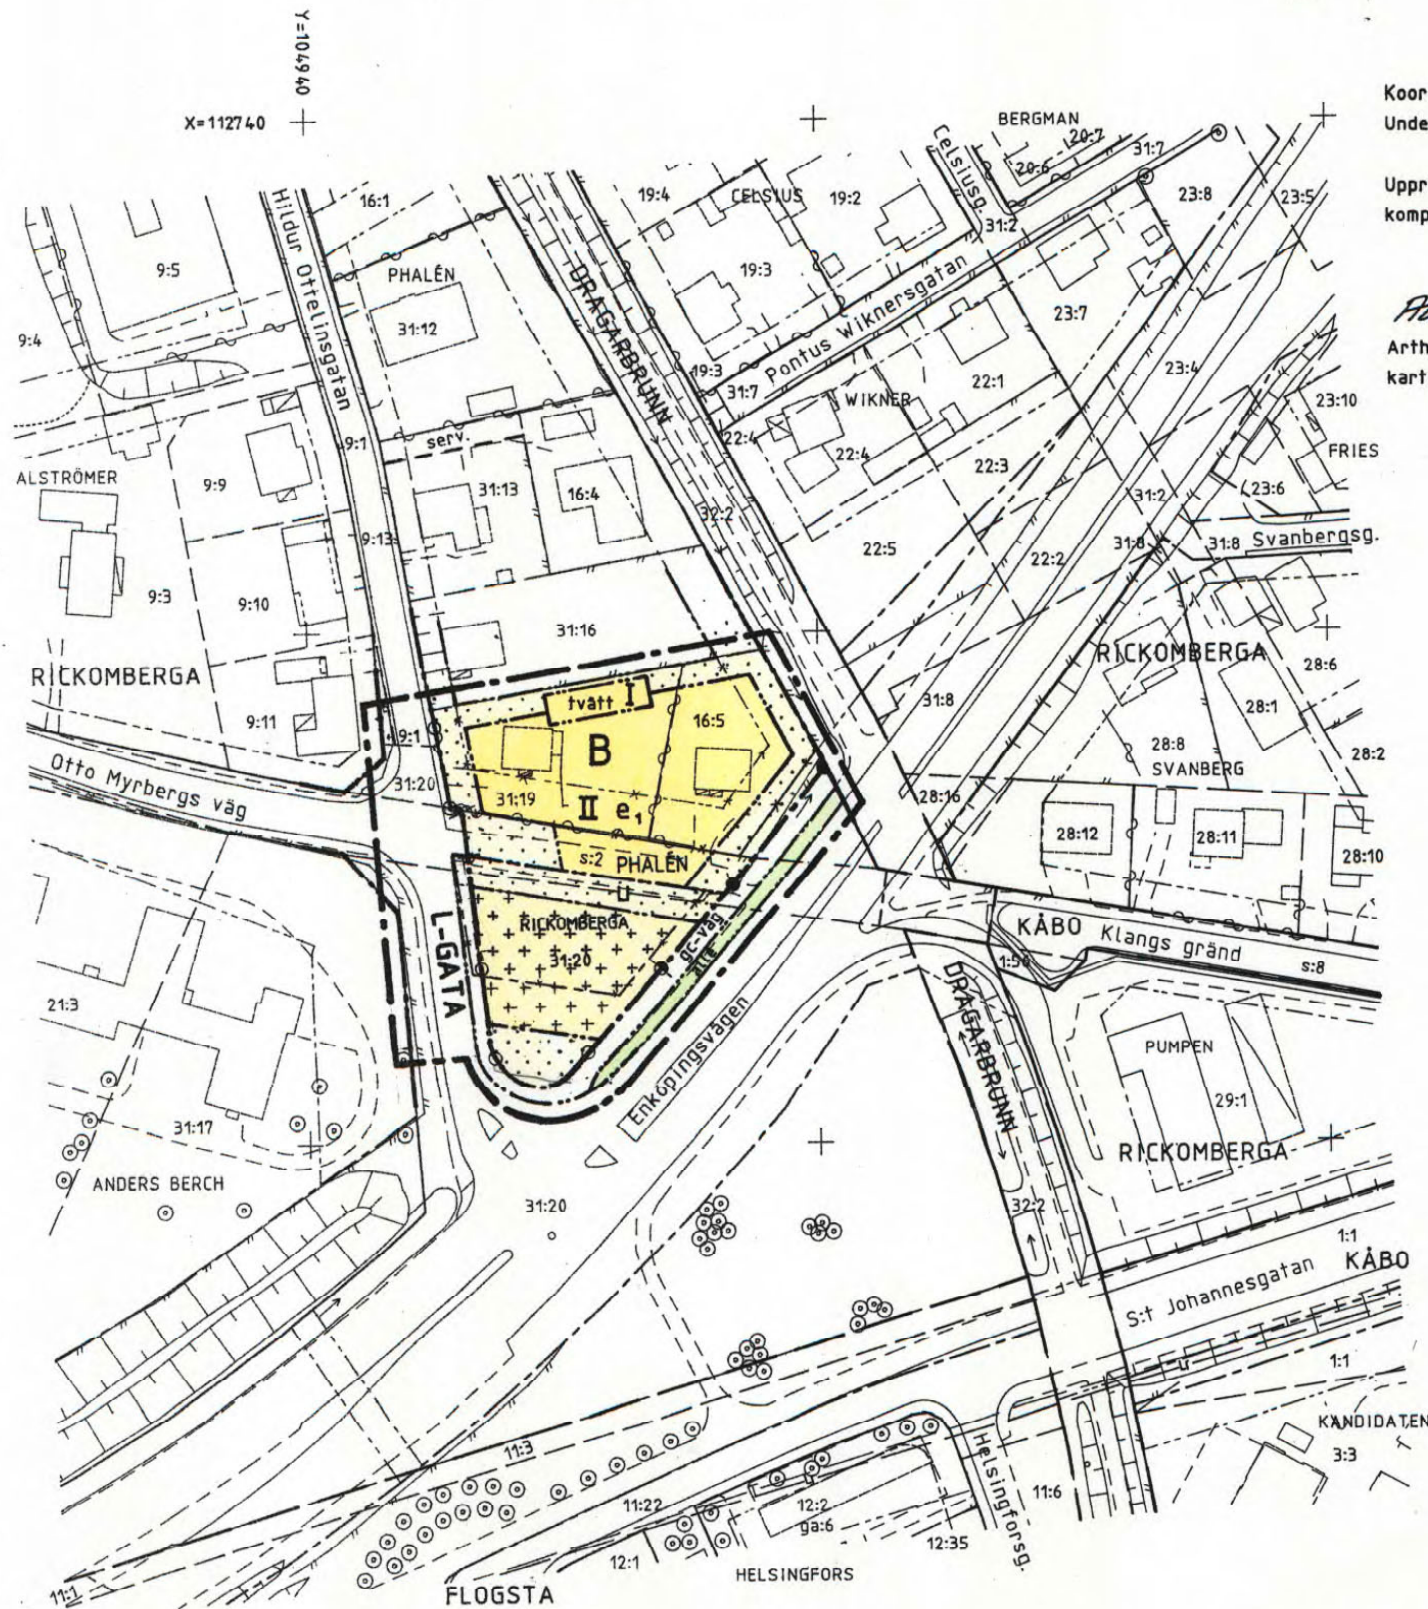 Y=104940
X=112740
Koor
Unde
Uppr
komp
Arth
kart
BERGMAN
20:7
20:6
31:7
Celsiusg.
23:8
23:5
16:1
19:4
CELSIUS
19:2
31:2
Hildur Ottelinsgatan
9:5
PHALÉN
19:3
DRAGARBRUNN
Pontus Wiknersgatan
23:7
31:12
9:4
23:4
19:3
31:7
22:1
WIKNER
23:10
9:1
serv.
22:4
22:4
FRIES
ALSTRÖMER
9:9
31:13
16:4
22:3
23:6
31:2
32:2
9:13
22:5
22:2
31:8
31:8
Svanbergsg.
9:3
9:10
31:16
RICKOMBERGA
RICKOMBERGA
28:6
tvätt I
31:8
28:1
9:11
9:1
B
16:5
28:8
SVANBERG
28:2
Otto Myrbergs väg
31:20
31:19
II e1
28:16
28:12
28:11
28:10
s:2
PHALÉN
u
L-GATA
RICKOMBERGA
31:20
gc-väg
allé
KÅBO
Klangs gränd
s:8
1:56
21:3
DRAGARBRUNN
PUMPEN
Enköpingsvägen
29:1
31:17
RICKOMBERGA
ANDERS BERCH
31:20
32:2
1:1
KÅBO
S:t Johannesgatan
u
1:1
KANDIDATEN
3:3
11:3
Helsingforsg.
11:22
12:2
ga:6
11:6
12:1
12:35
HELSINGFORS
11:1
FLOGSTA